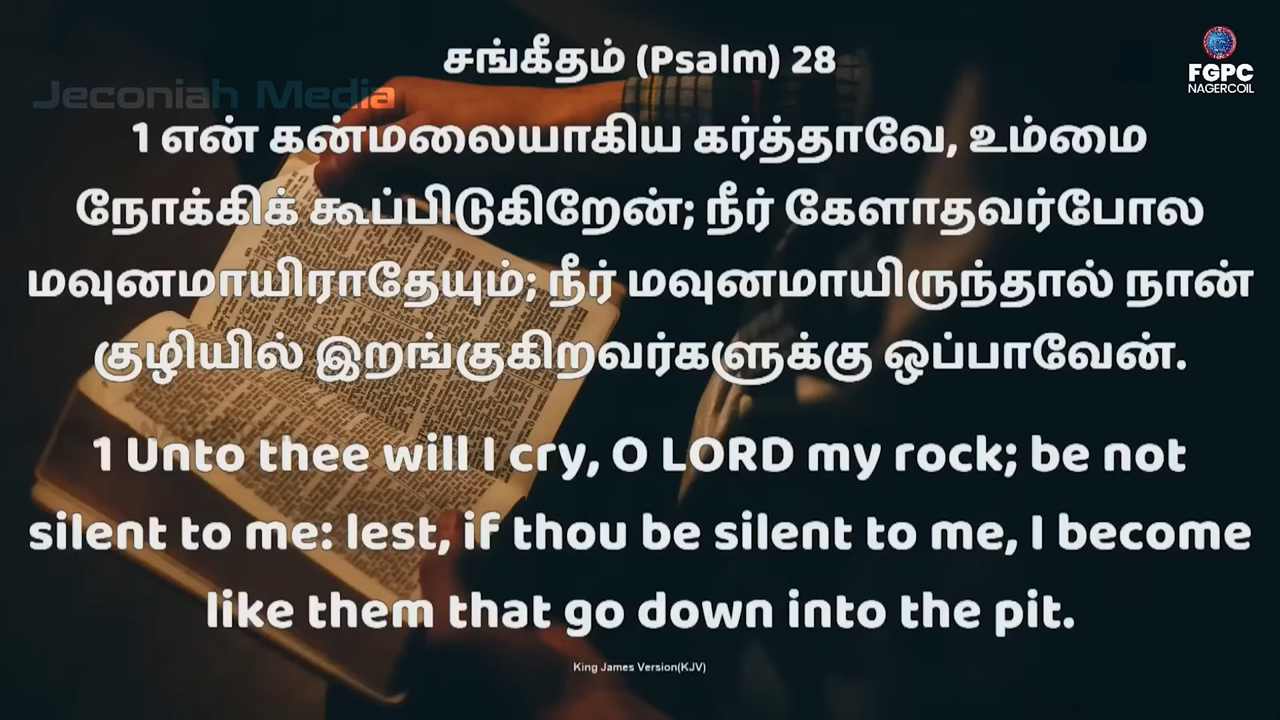 சங்கீதம் (Psalm) 28
FGPC
NAGERCOIL
Jeconiah Media
1 என் கன்மலையாகிய கர்த்தாவே, உம்மை
நோக்கிக் கூப்பிடுகிறேன்; நீர் கேளாதவர்போல
மவுனமாயிராதேயும்; நீர் மவுனமாயிருந்தால் நான்
குழியில் இறங்குகிறவர்களுக்கு ஒப்பாவேன்.
1 Unto thee will I cry, O LORD my rock; be not
silent to me: lest, if thou be silent to me, I become
like them that go down into the pit.
King James Version(KJV)